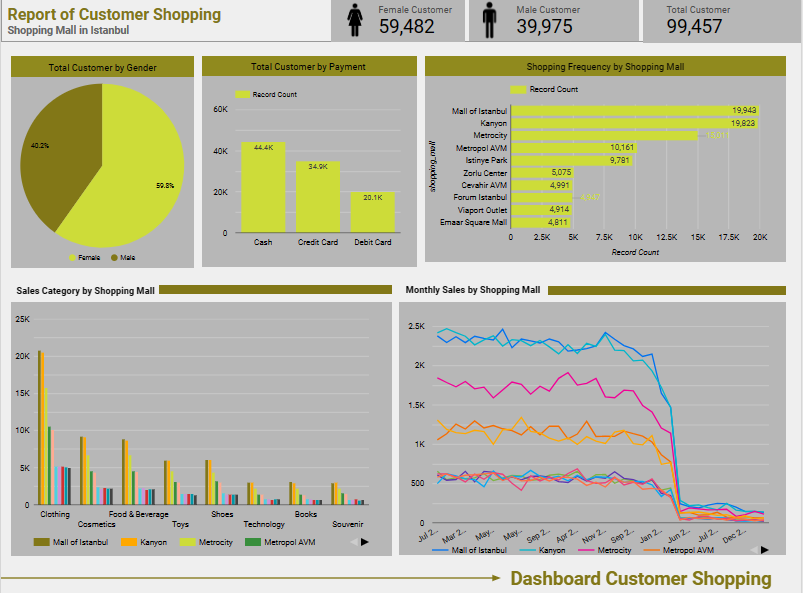 Report of Customer Shopping
Shopping Mall in Istanbul
Female Customer
59,482
Male Customer
39,975
Total Customer
99,457
Total Customer by Gender
40.2%
59.8%
Female
Male
Total Customer by Payment
Record Count
60K
40K
20K
0
44.4K
34.9K
20.1K
Cash
Credit Card
Debit Card
Shopping Frequency by Shopping Mall
Record Count
shopping_mall
Mall of Istanbul
19,943
Kanyon
19,823
Metrocity
Metropol AVM
10,161
Istinye Park
9,781
Zorlu Center
5,075
Cevahir AVM
4,991
Forum Istanbul
4,947
Viaport Outlet
4,914
Emaar Square Mall
4,811
0 2.5K 5K 7.5K 10K 12.5K 15K 17.5K 20K
Record Count
Sales Category by Shopping Mall
25K
20K
15K
10K
5K
0
Clothing
Cosmetics
Food & Beverage
Toys
Shoes
Technology
Books
Souvenir
Mall of Istanbul
Kanyon
Metrocity
Metropol AVM
Monthly Sales by Shopping Mall
2.5K
2K
1.5K
1K
500
0
Jul 2...
Mar 2...
May...
May...
Sep 2...
Apr 2...
Nov 2...
Sep 2...
Jan 2...
Jun 2...
Jul 2...
Dec 2...
Mall of Istanbul
Kanyon
Metrocity
Metropol AVM
Dashboard Customer Shopping